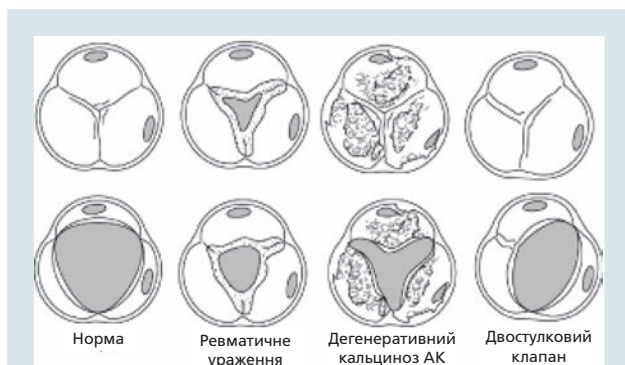 Норма
Ревматичне
ураження
Дегенеративний
кальциноз АК
Двостулковий
клапан